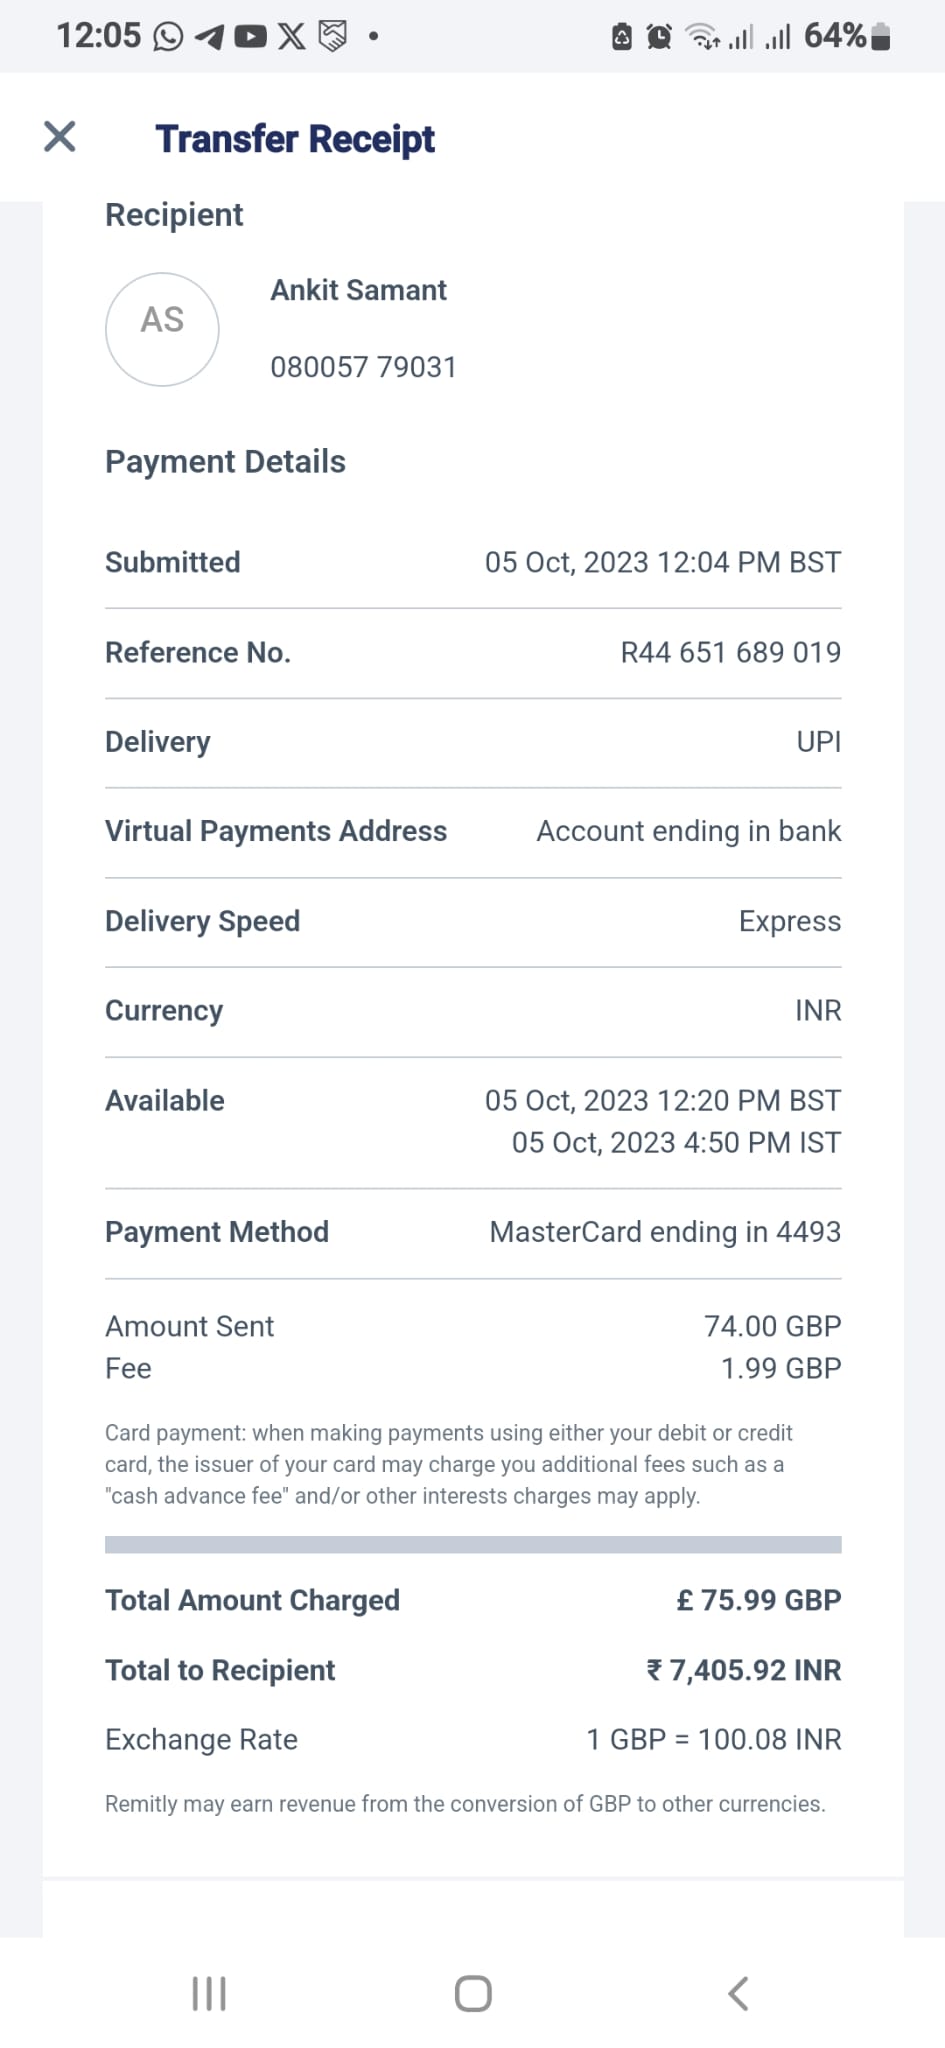 12:05 64%
Transfer Receipt
Recipient
AS
Ankit Samant
080057 79031
Payment Details
Submitted 05 Oct, 2023 12:04 PM BST
Reference No. R44 651 689 019
Delivery UPI
Virtual Payments Address Account ending in bank
Delivery Speed Express
Currency INR
Available 05 Oct, 2023 12:20 PM BST
05 Oct, 2023 4:50 PM IST
Payment Method MasterCard ending in 4493
Amount Sent 74.00 GBP
Fee 1.99 GBP
Card payment: when making payments using either your debit or credit
card, the issuer of your card may charge you additional fees such as a
"cash advance fee" and/or other interests charges may apply.
Total Amount Charged £ 75.99 GBP
Total to Recipient ₹ 7,405.92 INR
Exchange Rate 1 GBP = 100.08 INR
Remitly may earn revenue from the conversion of GBP to other currencies.